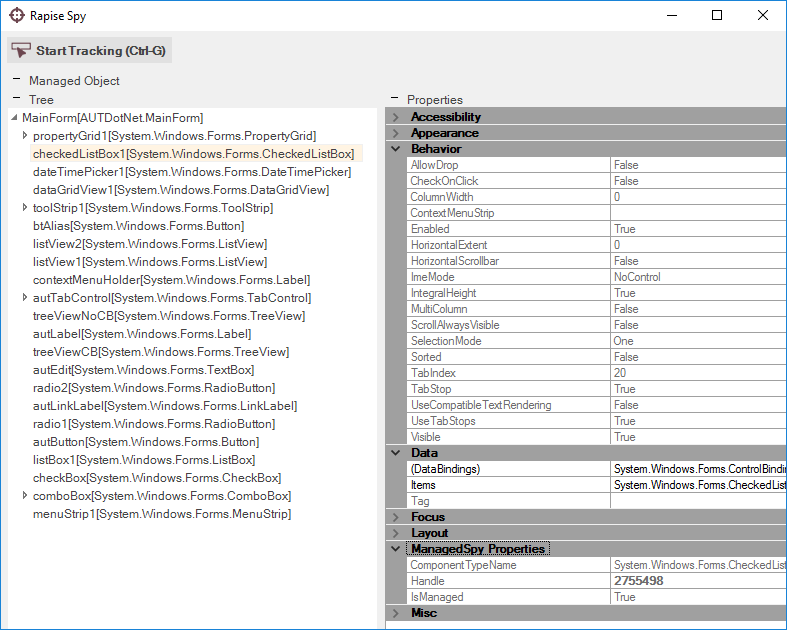 Rapise Spy
Start Tracking (Ctrl-G)
Managed Object
Tree
MainForm[AUTDotNet.MainForm]
propertyGrid1[System.Windows.Forms.PropertyGrid]
checkedListBox1[System.Windows.Forms.CheckedListBox]
dateTimePicker1[System.Windows.Forms.DateTimePicker]
dataGridView1[System.Windows.Forms.DataGridView]
toolStrip1[System.Windows.Forms.ToolStrip]
btAlias[System.Windows.Forms.Button]
listView2[System.Windows.Forms.ListView]
listView1[System.Windows.Forms.ListView]
contextMenuHolder[System.Windows.Forms.Label]
autTabControl[System.Windows.Forms.TabControl]
treeViewNoCB[System.Windows.Forms.TreeView]
autLabel[System.Windows.Forms.Label]
treeViewCB[System.Windows.Forms.TreeView]
autEdit[System.Windows.Forms.TextBox]
radio2[System.Windows.Forms.RadioButton]
autLinkLabel[System.Windows.Forms.LinkLabel]
radio1[System.Windows.Forms.RadioButton]
autButton[System.Windows.Forms.Button]
listBox1[System.Windows.Forms.ListBox]
checkBox[System.Windows.Forms.CheckBox]
comboBox[System.Windows.Forms.ComboBox]
menuStrip1[System.Windows.Forms.MenuStrip]
Properties
Accessibility
Appearance
Behavior
AllowDrop False
CheckOnClick False
ColumnWidth 0
ContextMenuStrip
Enabled True
HorizontalExtent 0
HorizontalScrollbar False
ImeMode NoControl
IntegralHeight True
MultiColumn False
ScrollAlwaysVisible False
SelectionMode One
Sorted False
TabIndex 20
TabStop True
UseCompatibleTextRendering False
UseTabStops True
Visible True
Data
(DataBindings) System.Windows.Forms.ControlBindin
Items System.Windows.Forms.CheckedList
Tag
Focus
Layout
ManagedSpy Properties
ComponentTypeName System.Windows.Forms.CheckedList
Handle 2755498
IsManaged True
Misc